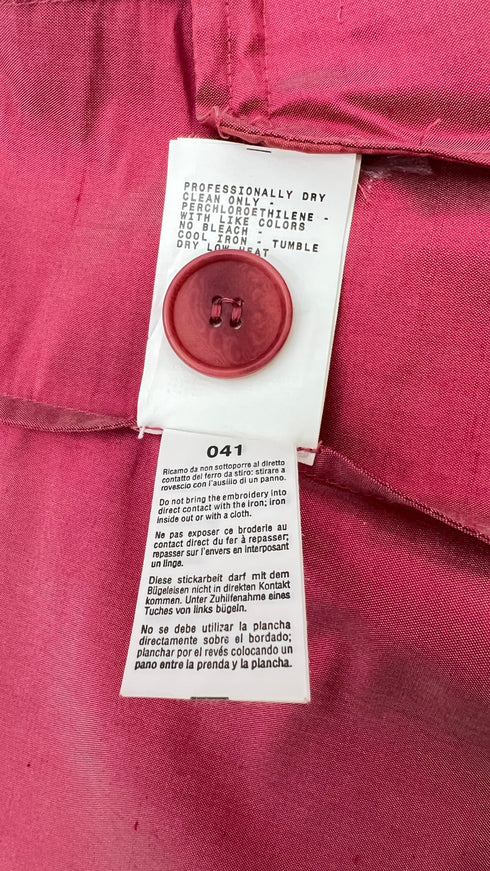 PROFESSIONALLY DRY
CLEAN ONLY -
PERCHLOROETHILENE -
WITH LIKE COLORS
NO BLEACH -
COOL IRON - TUMBLE
DRY LOW HEAT
041
Ricamo da non sottoporre al diretto
contatto del ferro da stiro: stirare a
rovescio con l'ausilio di un panno.
Do not bring the embroidery into
direct contact with the iron; iron
inside out or with a cloth.
Ne pas exposer ce broderie au
contact direct du fer à repasser;
repasser sur l'envers en interposant
un linge.
Diese stickarbeit darf mit dem
Bügeleisen nicht in direkten Kontakt
kommen. Unter Zuhilfenahme eines
Tuches von links bügeln.
No se debe utilizar la plancha
directamente sobre el bordado;
planchar por el revés colocando un
pano entre la prenda y la plancha.